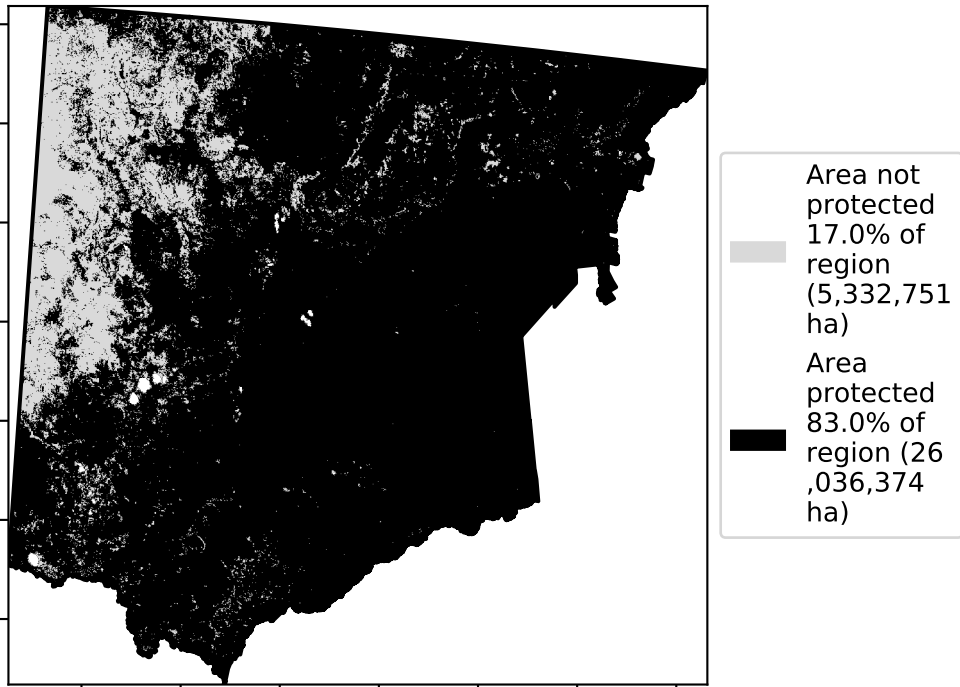 Area not
protected
17.0% of
region
(5,332,751
ha)
Area
protected
83.0% of
region (26
,036,374
ha)